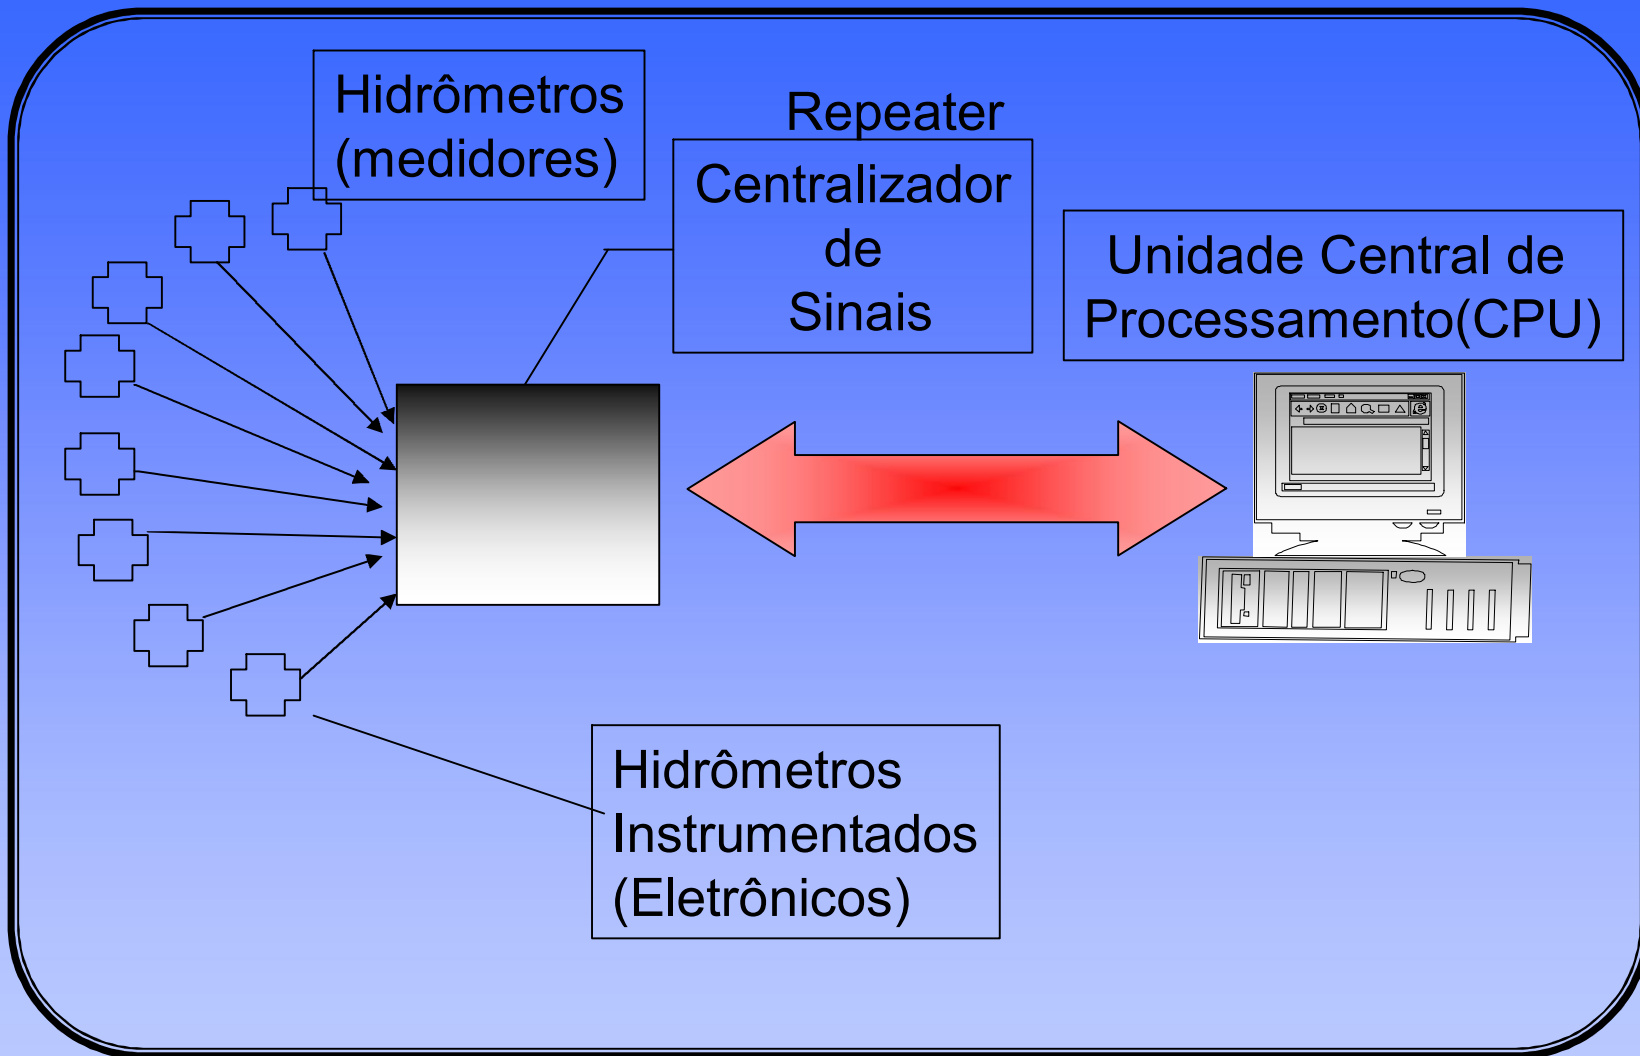 Hidrômetros
(medidores)
Repeater
Centralizador
de
Sinais
Unidade Central de
Processamento(CPU)
Hidrômetros
Instrumentados
(Eletrônicos)